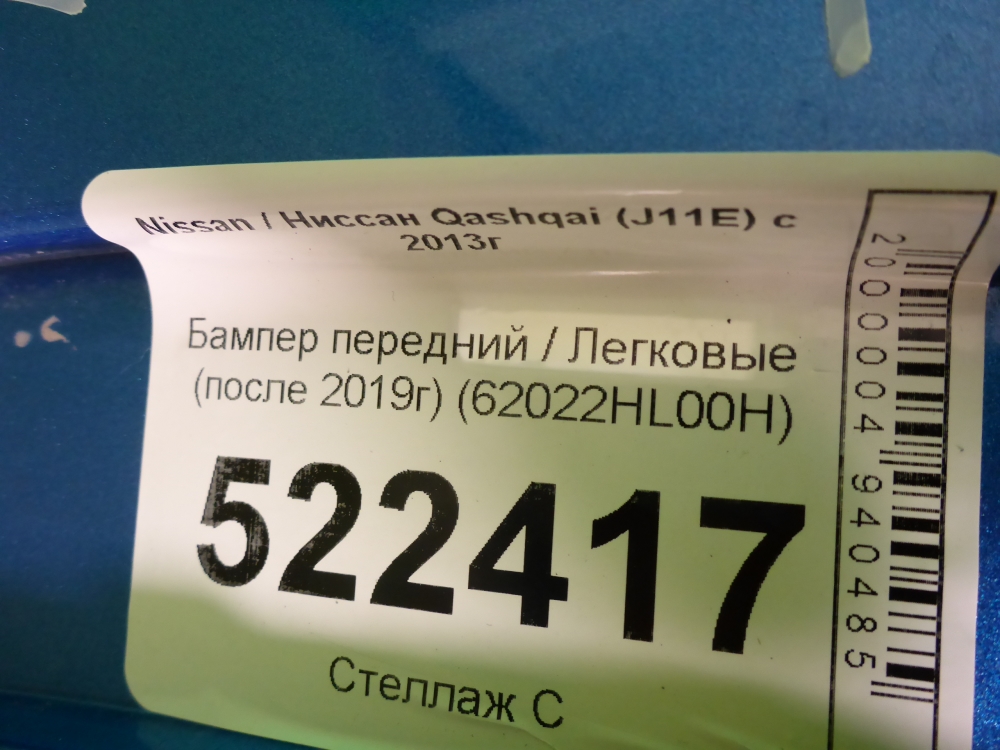 Nissan / Ниссан Qashqai (J11E) с
2013г
Бампер передний / Легковые
(после 2019г) (62022HL00H)
522417
Стеллаж С
2000004940485